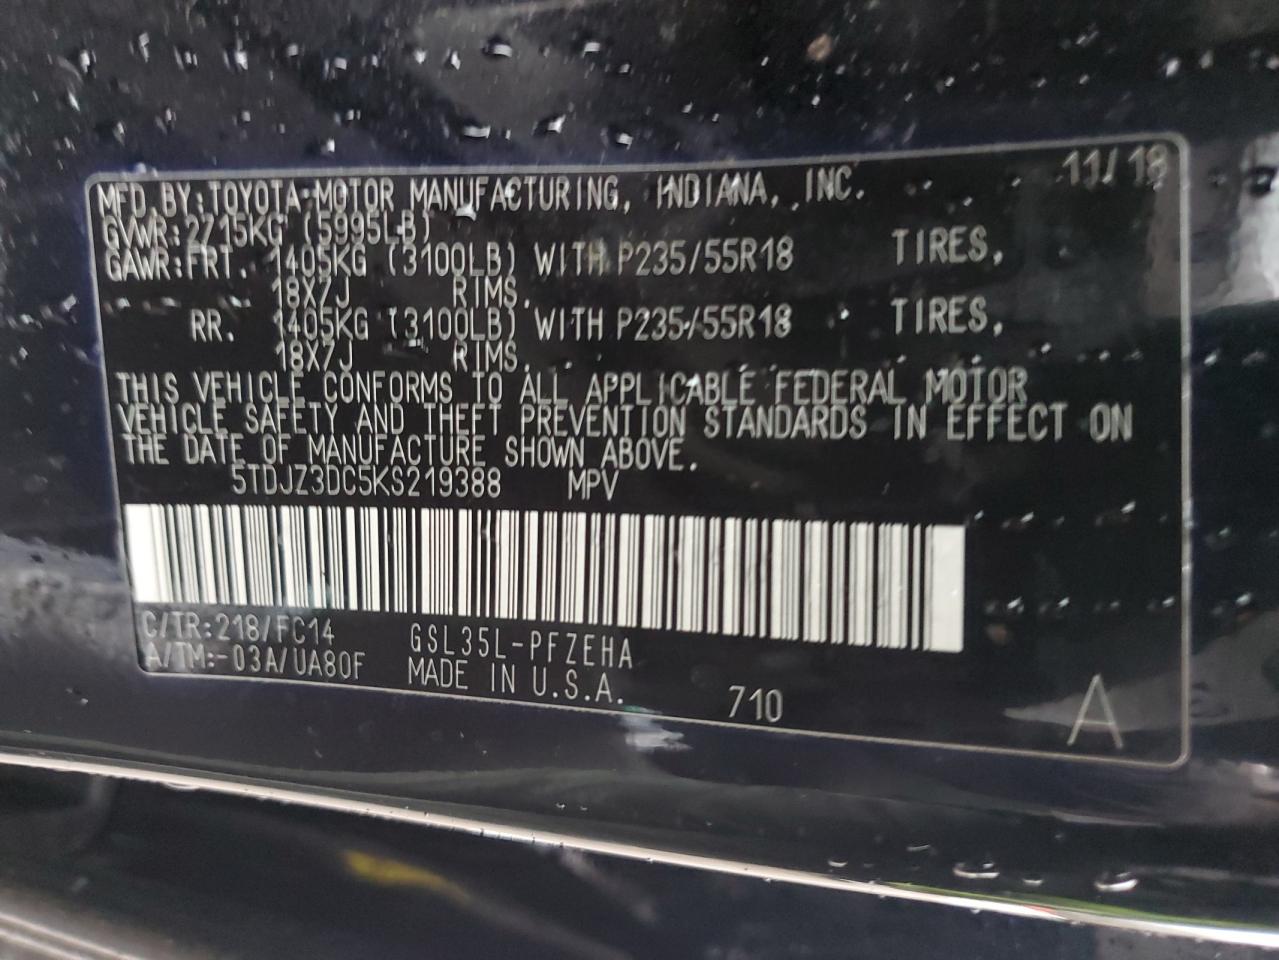 11/18
MFD. BY: TOYOTA MOTOR MANUFACTURING, INDIANA, INC.
GVWR: 2715KG (5995LB)
GAWR: FRT. 1405KG (3100LB) WITH P235/55R18 TIRES,
18X7J RIMS.
RR. 1405KG (3100LB) WITH P235/55R18 TIRES,
18X7J RIMS.
THIS VEHICLE CONFORMS TO ALL APPLICABLE FEDERAL MOTOR
VEHICLE SAFETY AND THEFT PREVENTION STANDARDS IN EFFECT ON
THE DATE OF MANUFACTURE SHOWN ABOVE.
5TDJZ3DC5KS219388 MPV
C/TR: 218/FC14 GSL35L-PFZEHA
A/TM:-03A/UA80F MADE IN U.S.A. 710 A